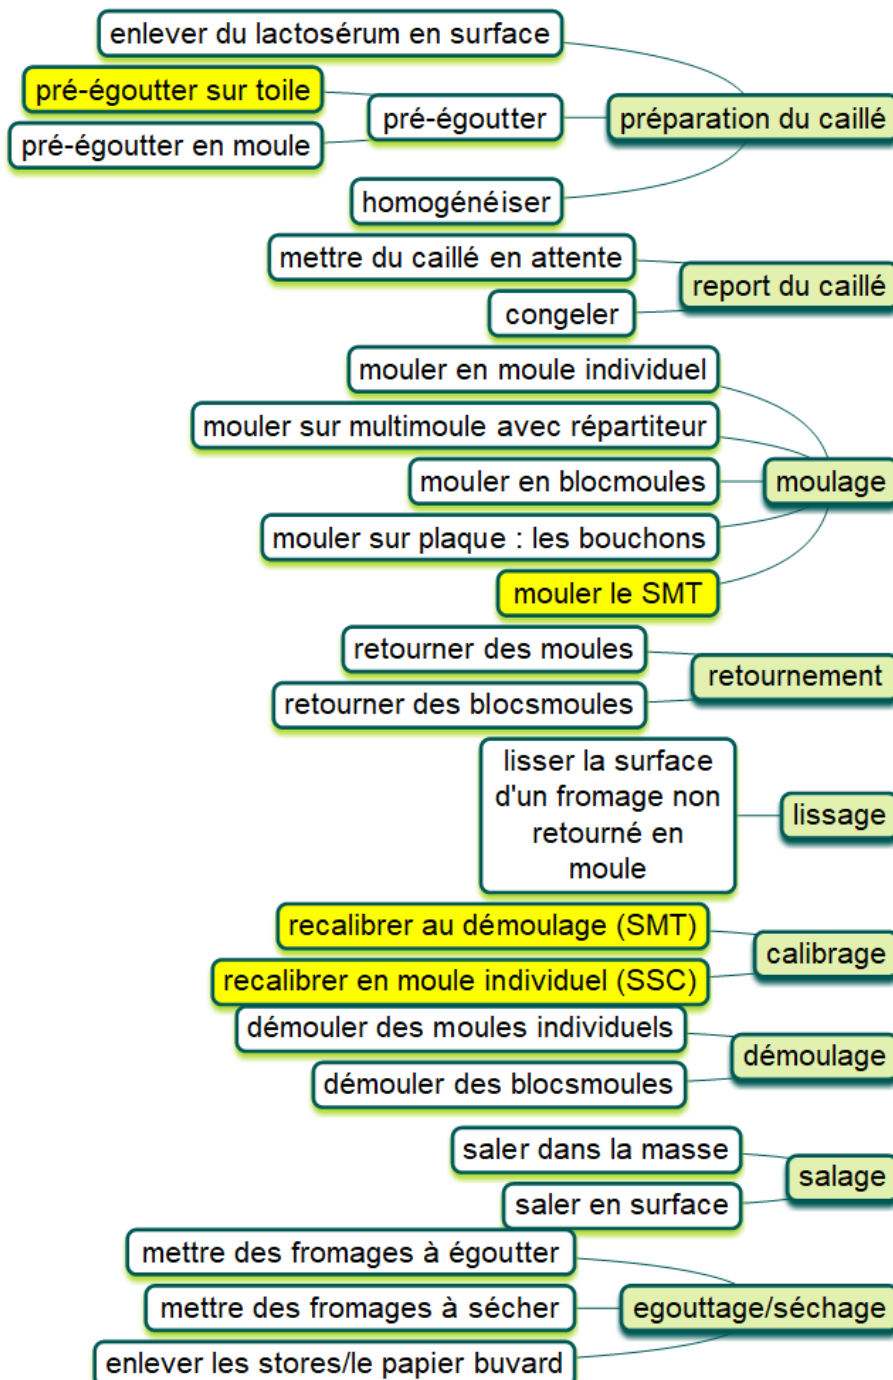 enlever du lactosérum en surface
pré-égoutter sur toile
pré-égoutter
préparation du caillé
pré-égoutter en moule
homogénéiser
mettre du caillé en attente
report du caillé
congeler
mouler en moule individuel
mouler sur multimoule avec répartiteur
mouler en blocmoules
moulage
mouler sur plaque : les bouchons
mouler le SMT
retourner des moules
retournement
retourner des blocsmoules
lisser la surface
d'un fromage non
retourné en
moule
lissage
recalibrer au démoulage (SMT)
calibrage
recalibrer en moule individuel (SSC)
démouler des moules individuels
démoulage
démouler des blocsmoules
saler dans la masse
salage
saler en surface
mettre des fromages à égoutter
mettre des fromages à sécher
egouttage/séchage
enlever les stores/le papier buvard